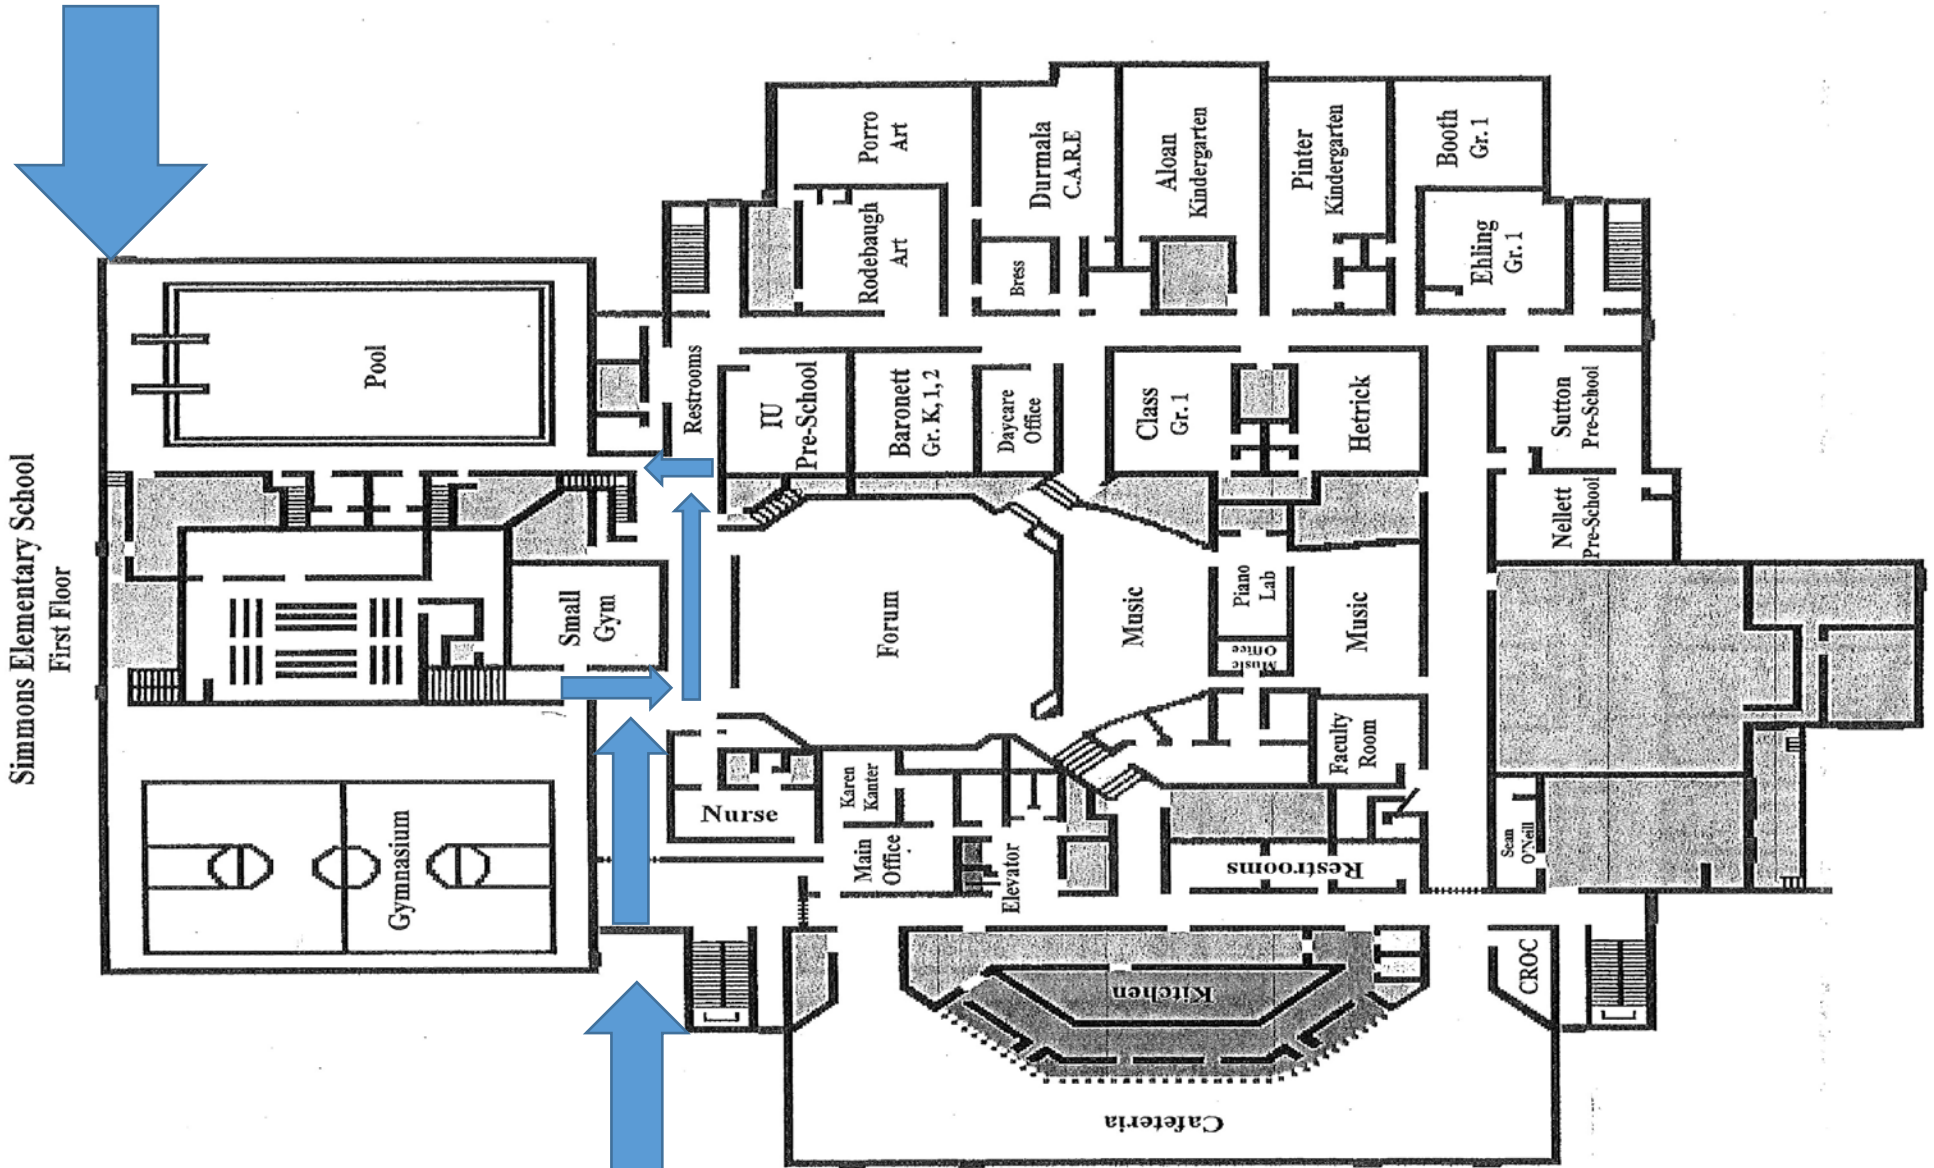 Simmons Elementary School
First Floor
Pool
Small
Gym
Gymnasium
Restrooms
Porro
Art
Rodebaugh
Art
Durmala
C.A.R.E
Bress
Aloan
Kindergarten
Pinter
Kindergarten
Booth
Gr. 1
Ehling
Gr. 1
IU
Pre-School
Baronett
Gr. K, 1, 2
Daycare
Office
Class
Gr. 1
Hetrick
Sutton
Pre-School
Nellett
Pre-School
Forum
Music
Piano
Lab
Music
Office
Music
Faculty
Room
Nurse
Karen
Kanter
Main
Office
Elevator
Restrooms
Sean
O'Neill
Kitchen
CROC
Cafeteria